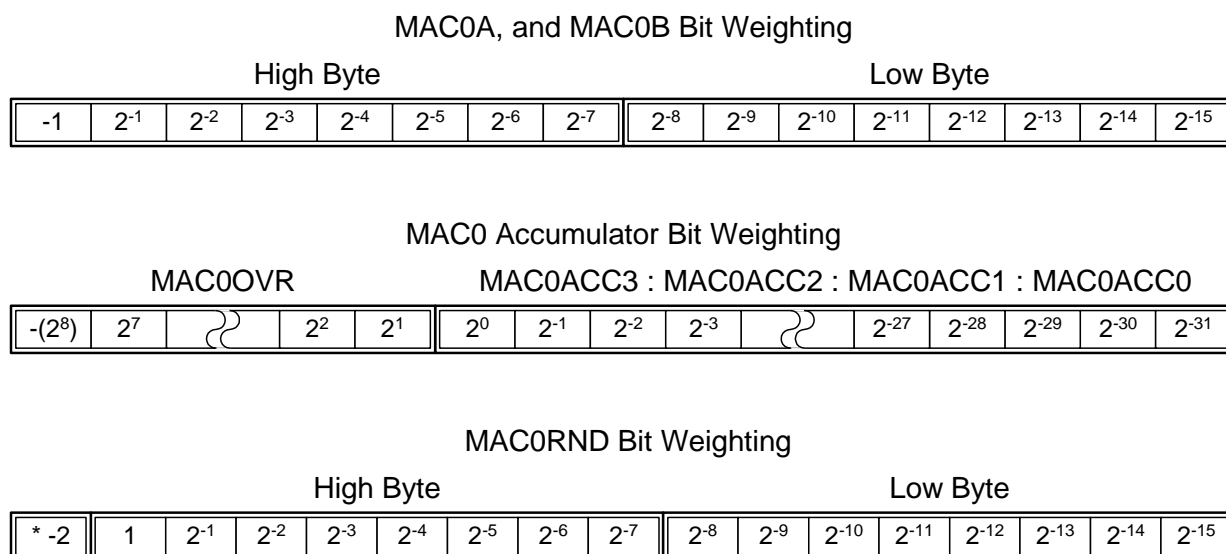 MAC0A, and MAC0B Bit Weighting
High Byte Low Byte
-1 2⁻¹ 2⁻² 2⁻³ 2⁻⁴ 2⁻⁵ 2⁻⁶ 2⁻⁷ 2⁻⁸ 2⁻⁹ 2⁻¹⁰ 2⁻¹¹ 2⁻¹² 2⁻¹³ 2⁻¹⁴ 2⁻¹⁵
MAC0 Accumulator Bit Weighting
MAC0OVR MAC0ACC3 : MAC0ACC2 : MAC0ACC1 : MAC0ACC0
-(2⁸) 2⁷ 2² 2¹ 2⁰ 2⁻¹ 2⁻² 2⁻³ 2⁻²⁷ 2⁻²⁸ 2⁻²⁹ 2⁻³⁰ 2⁻³¹
MAC0RND Bit Weighting
High Byte Low Byte
* -2 1 2⁻¹ 2⁻² 2⁻³ 2⁻⁴ 2⁻⁵ 2⁻⁶ 2⁻⁷ 2⁻⁸ 2⁻⁹ 2⁻¹⁰ 2⁻¹¹ 2⁻¹² 2⁻¹³ 2⁻¹⁴ 2⁻¹⁵